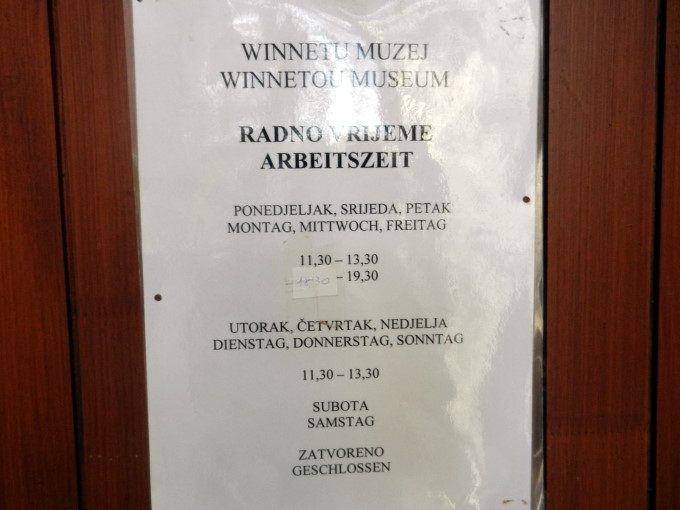 WINNETU MUZEJ
WINNETOU MUSEUM
RADNO VRIJEME
ARBEITSZEIT
PONEDJELJAK, SRIJEDA, PETAK
MONTAG, MITTWOCH, FREITAG
11,30 – 13,30
– 19,30
UTORAK, ČETVRTAK, NEDJELJA
DIENSTAG, DONNERSTAG, SONNTAG
11,30 – 13,30
SUBOTA
SAMSTAG
ZATVORENO
GESCHLOSSEN